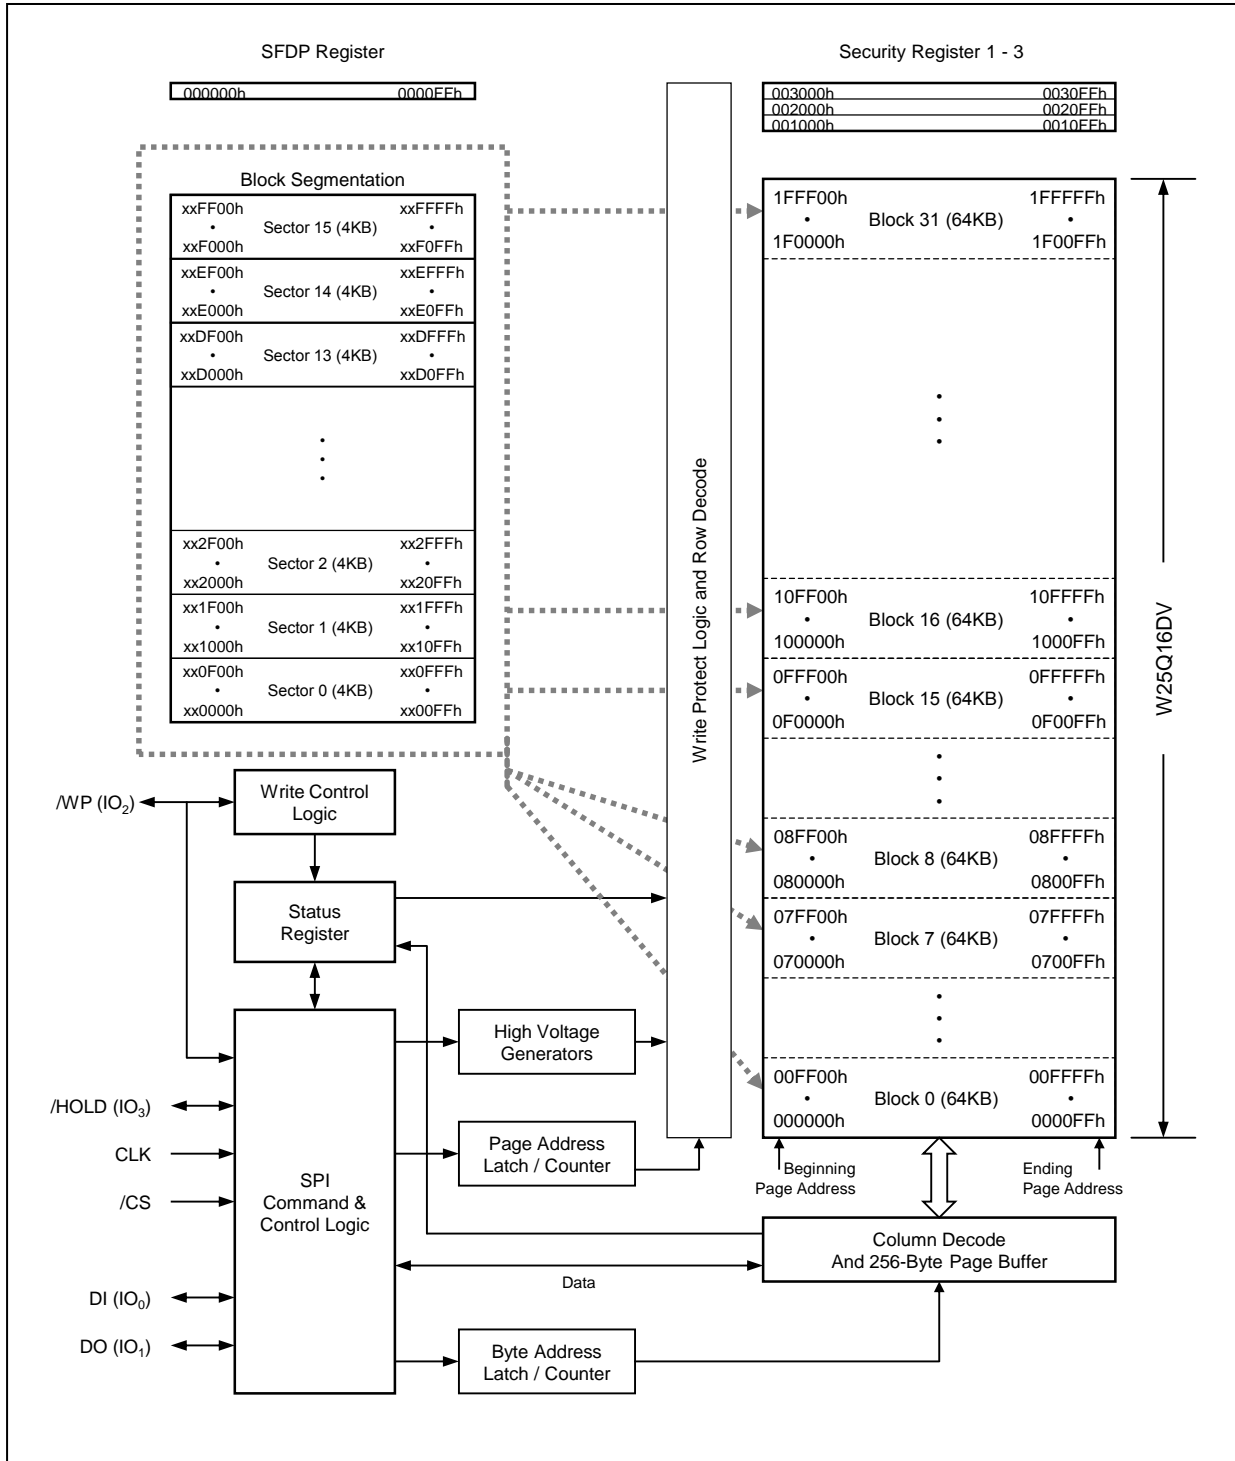 SFDP Register
000000h 0000FFh
Security Register 1 - 3
003000h 0030FFh
002000h 0020FFh
001000h 0010FFh
Block Segmentation
xxFF00h xxFFFFh
• Sector 15 (4KB) •
xxF000h xxF0FFh
xxEF00h xxEFFFh
• Sector 14 (4KB) •
xxE000h xxE0FFh
xxDF00h xxDFFFh
• Sector 13 (4KB) •
xxD000h xxD0FFh
xx2F00h xx2FFFh
• Sector 2 (4KB) •
xx2000h xx20FFh
xx1F00h xx1FFFh
• Sector 1 (4KB) •
xx1000h xx10FFh
xx0F00h xx0FFFh
• Sector 0 (4KB) •
xx0000h xx00FFh
Write Protect Logic and Row Decode
1FFF00h 1FFFFFh
• Block 31 (64KB) •
1F0000h 1F00FFh
10FF00h 10FFFFh
• Block 16 (64KB) •
100000h 1000FFh
0FFF00h 0FFFFFh
• Block 15 (64KB) •
0F0000h 0F00FFh
08FF00h 08FFFFh
• Block 8 (64KB) •
080000h 0800FFh
07FF00h 07FFFFh
• Block 7 (64KB) •
070000h 0700FFh
00FF00h 00FFFFh
• Block 0 (64KB) •
000000h 0000FFh
W25Q16DV
Beginning
Page Address
Ending
Page Address
/WP (IO2)
Write Control
Logic
Status
Register
/HOLD (IO3)
CLK
/CS
DI (IO0)
DO (IO1)
SPI
Command &
Control Logic
High Voltage
Generators
Page Address
Latch / Counter
Column Decode
And 256-Byte Page Buffer
Data
Byte Address
Latch / Counter